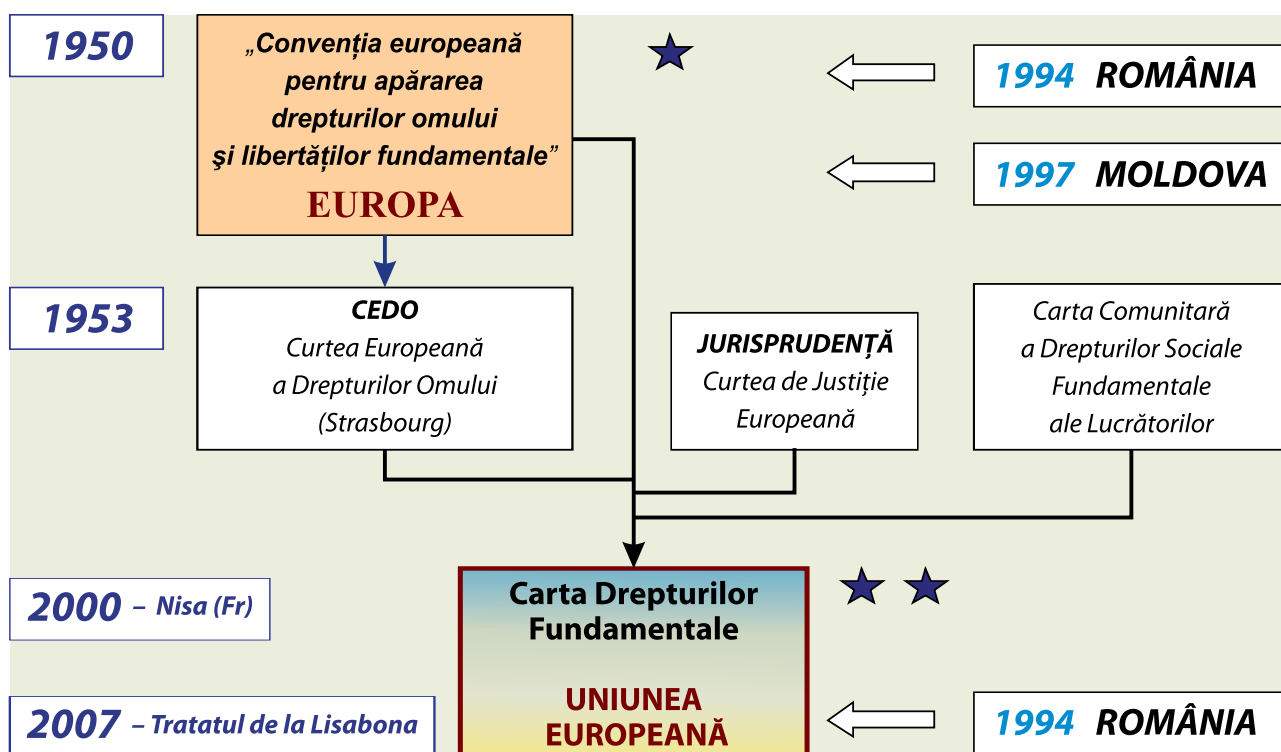 1950
„Convenția europeană
pentru apărarea
drepturilor omului
şi libertăților fundamentale”
EUROPA
1994 ROMÂNIA
1997 MOLDOVA
1953
CEDO
Curtea Europeană
a Drepturilor Omului
(Strasbourg)
JURISPRUDENȚĂ
Curtea de Justiție
Europeană
Carta Comunitară
a Drepturilor Sociale
Fundamentale
ale Lucrătorilor
2000 – Nisa (Fr)
Carta Drepturilor
Fundamentale
UNIUNEA
EUROPEANĂ
2007 – Tratatul de la Lisabona
1994 ROMÂNIA